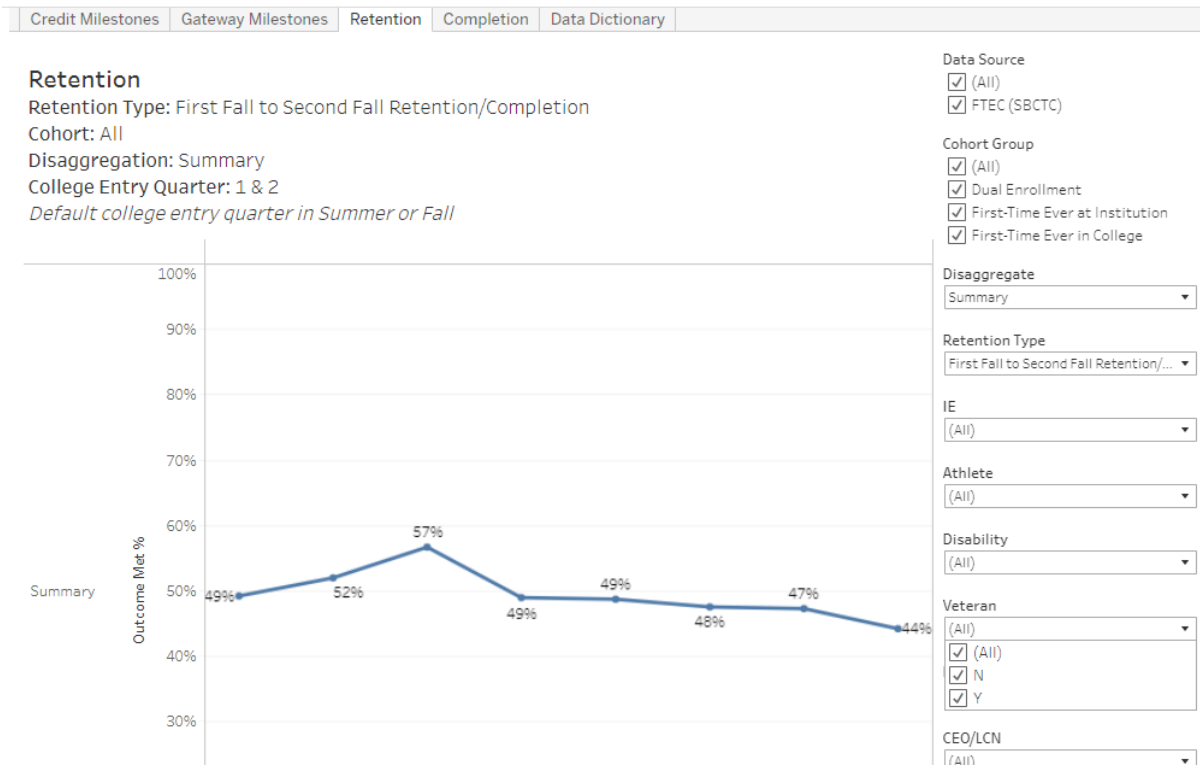 Credit Milestones
Gateway Milestones
Retention
Completion
Data Dictionary
Retention
Retention Type: First Fall to Second Fall Retention/Completion
Cohort: All
Disaggregation: Summary
College Entry Quarter: 1 & 2
Default college entry quarter in Summer or Fall
100%
90%
80%
70%
60%
50%
40%
30%
Outcome Met %
Summary
49%
52%
57%
49%
49%
48%
47%
44%
Data Source
(All)
FTEC (SBCTC)
Cohort Group
(All)
Dual Enrollment
First-Time Ever at Institution
First-Time Ever in College
Disaggregate
Summary
Retention Type
First Fall to Second Fall Retention/...
IE
(All)
Athlete
(All)
Disability
(All)
Veteran
(All)
(All)
N
Y
CEO/LCN
(All)